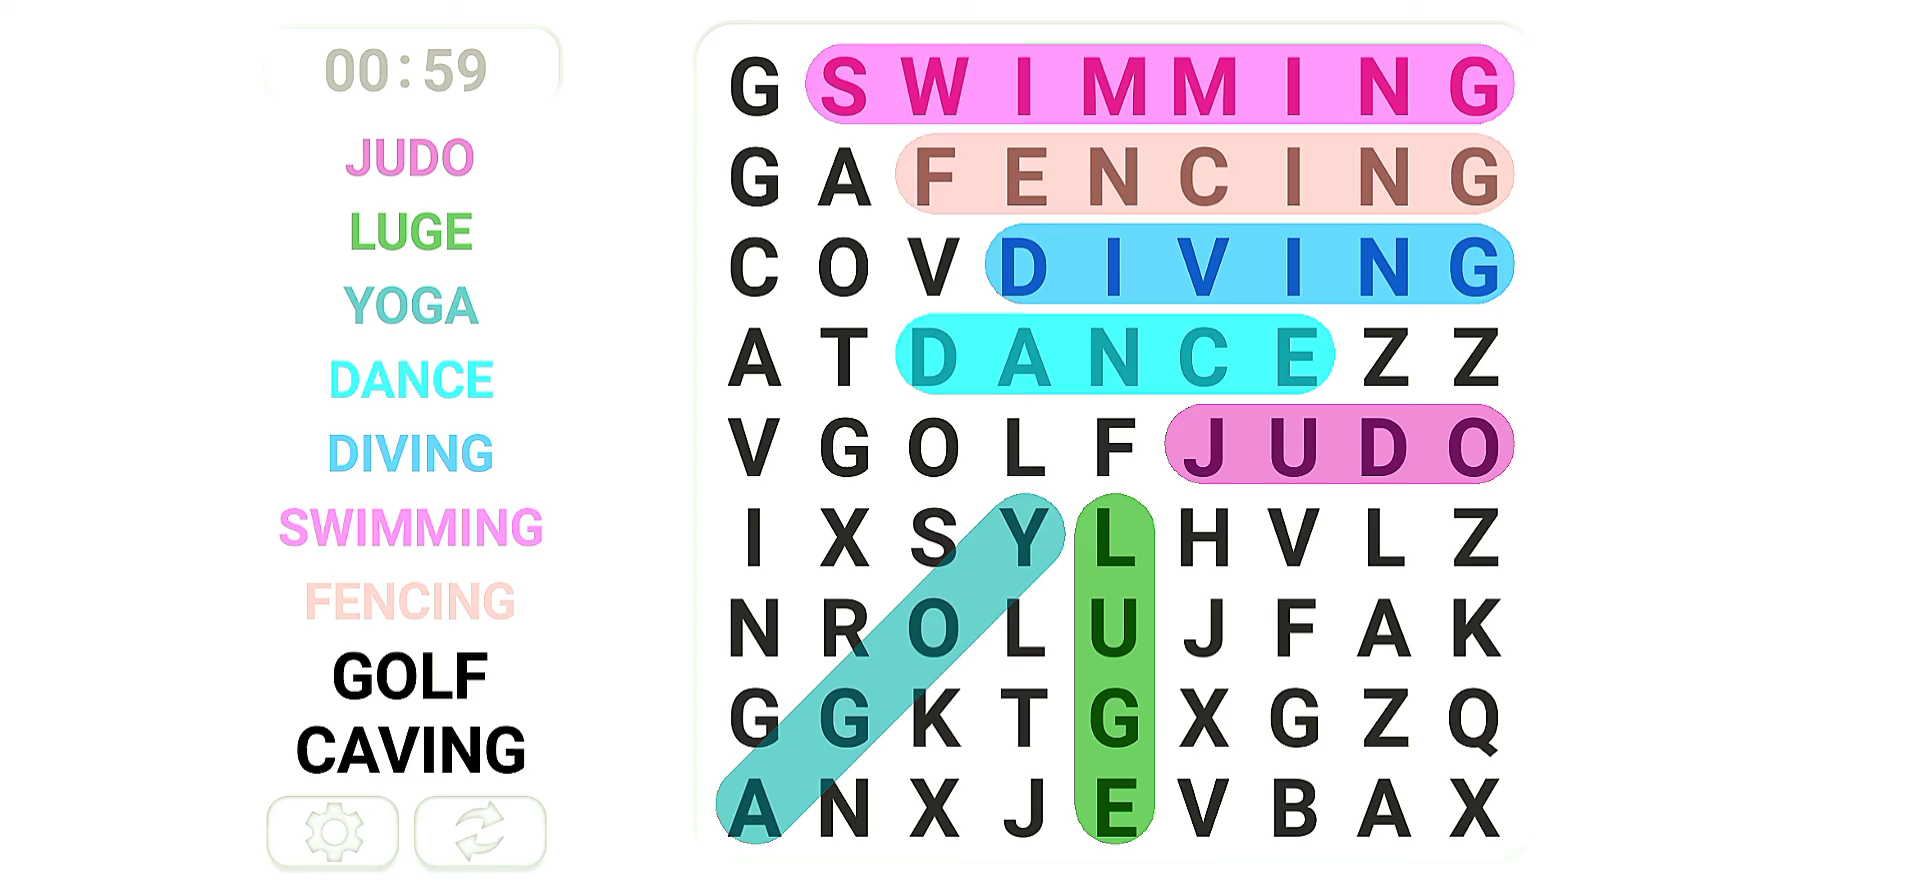 00:59
JUDO
LUGE
YOGA
DANCE
DIVING
SWIMMING
FENCING
GOLF
CAVING
G S W I M M I N G
G A F E N C I N G
C O V D I V I N G
A T D A N C E Z Z
V G O L F J U D O
I X S Y L H V L Z
N R O L U J F A K
G G K T G X G Z Q
A N X J E V B A X